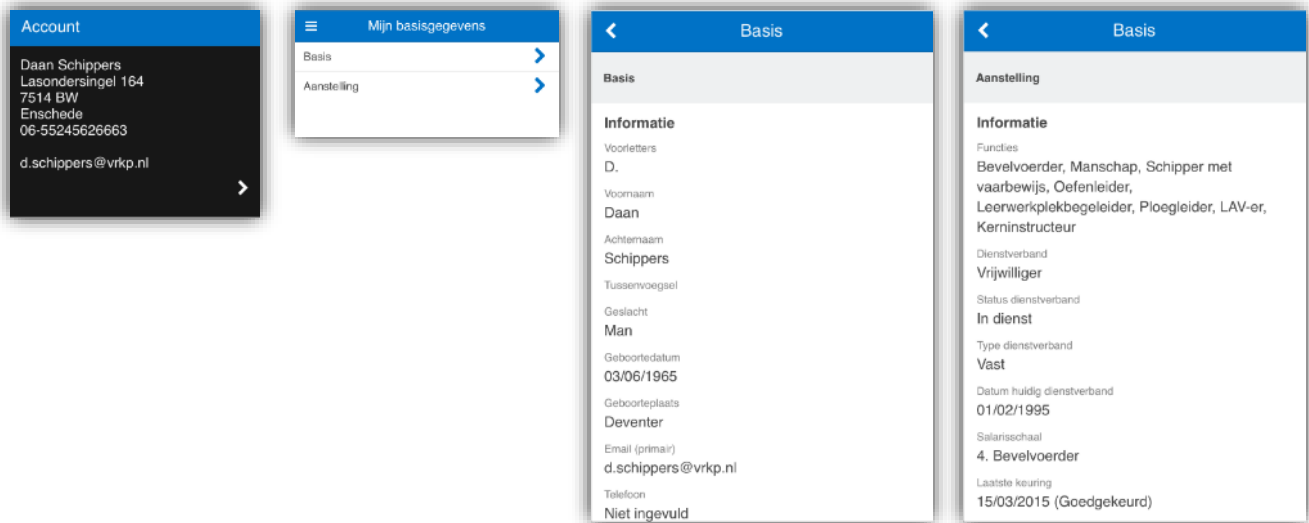 Account
Daan Schippers
Lasondersingel 164
7514 BW
Enschede
06-55245626663
d.schippers@vrkp.nl
Mijn basisgegevens
Basis
Aanstelling
Basis
Basis
Informatie
Voorletters
D.
Voornaam
Daan
Achternaam
Schippers
Tussenvoegsel
Geslacht
Man
Geboortedatum
03/06/1965
Geboorteplaats
Deventer
Email (primair)
d.schippers@vrkp.nl
Telefoon
Niet ingevuld
Basis
Aanstelling
Informatie
Functies
Bevelvoerder, Manschap, Schipper met
vaarbewijs, Oefenleider,
Leerwerkplekbegeleider, Ploegleider, LAV-er,
Kerninstructeur
Dienstverband
Vrijwilliger
Status dienstverband
In dienst
Type dienstverband
Vast
Datum huidig dienstverband
01/02/1995
Salarisschaal
4. Bevelvoerder
Laatste keuring
15/03/2015 (Goedgekeurd)